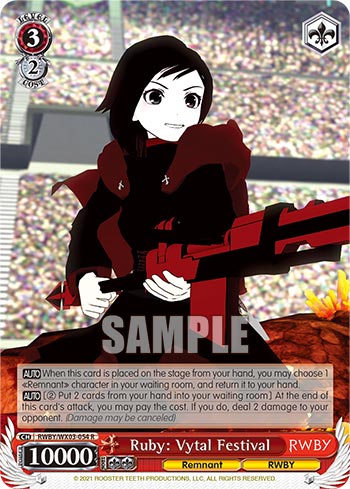 LEVEL
3
2
COST
SAMPLE
AUTO When this card is placed on the stage from your hand, you may choose 1
«Remnant» character in your waiting room, and return it to your hand.
AUTO [② Put 2 cards from your hand into your waiting room] At the end of
this card's attack, you may pay the cost. If you do, deal 2 damage to your
opponent. (Damage may be canceled)
CH RWBY/WX03-054 R
Ruby: Vytal Festival
RWBY
10000
Remnant
RWBY
© 2021 ROOSTER TEETH PRODUCTIONS, LLC, ALL RIGHTS RESERVED.